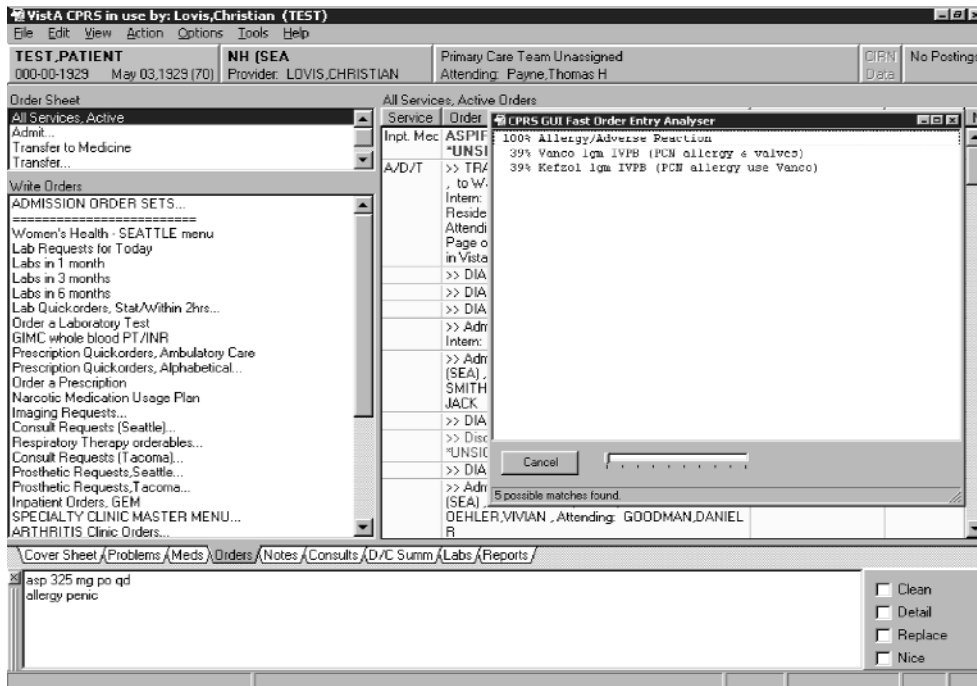 VistA CPRS in use by: Lovis,Christian (TEST)
File Edit View Action Options Tools Help
TEST,PATIENT
000-00-1929 May 03,1929 (70)
NH (SEA
Provider: LOVIS,CHRISTIAN
Primary Care Team Unassigned
Attending: Payne,Thomas H
CIRN
Data
No Postings
Order Sheet
All Services, Active
Admit...
Transfer to Medicine
Transfer...
Write Orders
ADMISSION ORDER SETS...
=========================
Women's Health - SEATTLE menu
Lab Requests for Today
Labs in 1 month
Labs in 3 months
Labs in 6 months
Lab Quickorders, Stat/Within 2hrs...
Order a Laboratory Test
GIMC whole blood PT/INR
Prescription Quickorders, Ambulatory Care
Prescription Quickorders, Alphabetical...
Order a Prescription
Narcotic Medication Usage Plan
Imaging Requests...
Consult Requests (Seattle)...
Respiratory Therapy orderables...
Consult Requests (Tacoma)...
Prosthetic Requests,Seattle...
Prosthetic Requests,Tacoma...
Inpatient Orders, GEM
SPECIALTY CLINIC MASTER MENU...
ARTHRITIS Clinic Orders...
All Services, Active Orders
Service Order
Inpt. Mec ASPIF
*UNSI
A/D/T >> TRA
, to W
Intern:
Reside
Attendi
Page o
in Vista
>> DIA
>> DIA
>> DIA
>> Adm
Intern:
>> Adm
(SEA) ,
SMITH
JACK
>> DIA
>> Disc
*UNSIG
>> DIA
>> Adm
(SEA) ,
OEHLER,VIVIAN , Attending: GOODMAN,DANIEL
R
CPRS GUI Fast Order Entry Analyser
100% Allergy/Adverse Reaction
39% Vanco 1gm IVPB (PCN allergy & valves)
39% Kefzol 1gm IVPB (PCN allergy use Vanco)
Cancel
5 possible matches found.
Cover Sheet Problems Meds Orders Notes Consults D/C Summ Labs Reports
asp 325 mg po qd
allergy penic
Clean
Detail
Replace
Nice